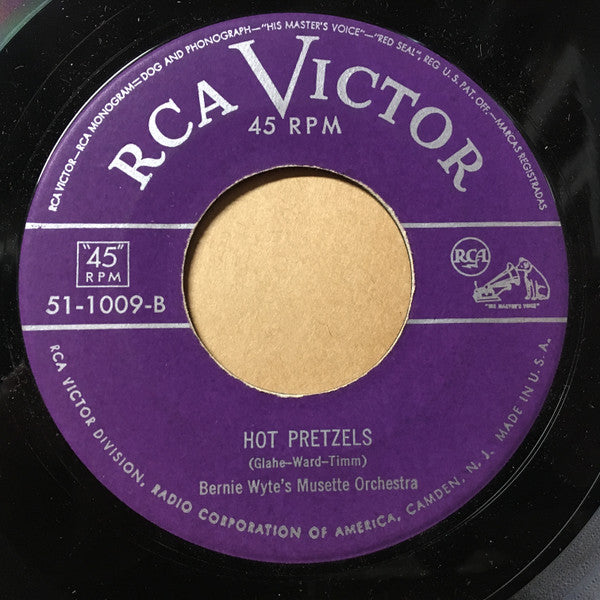 RCA VICTOR—RCA MONOGRAM=DOG AND PHONOGRAPH—"HIS MASTER'S VOICE"—"RED SEAL", REG. U. S. PAT. OFF.—MARCAS REGISTRADAS
RCA VICTOR
45 RPM
"45"
RPM
51-1009-B
RCA
"HIS MASTER'S VOICE"
HOT PRETZELS
(Glahe-Ward-Timm)
Bernie Wyte's Musette Orchestra
RCA VICTOR DIVISION, RADIO CORPORATION OF AMERICA, CAMDEN, N. J. MADE IN U. S. A.